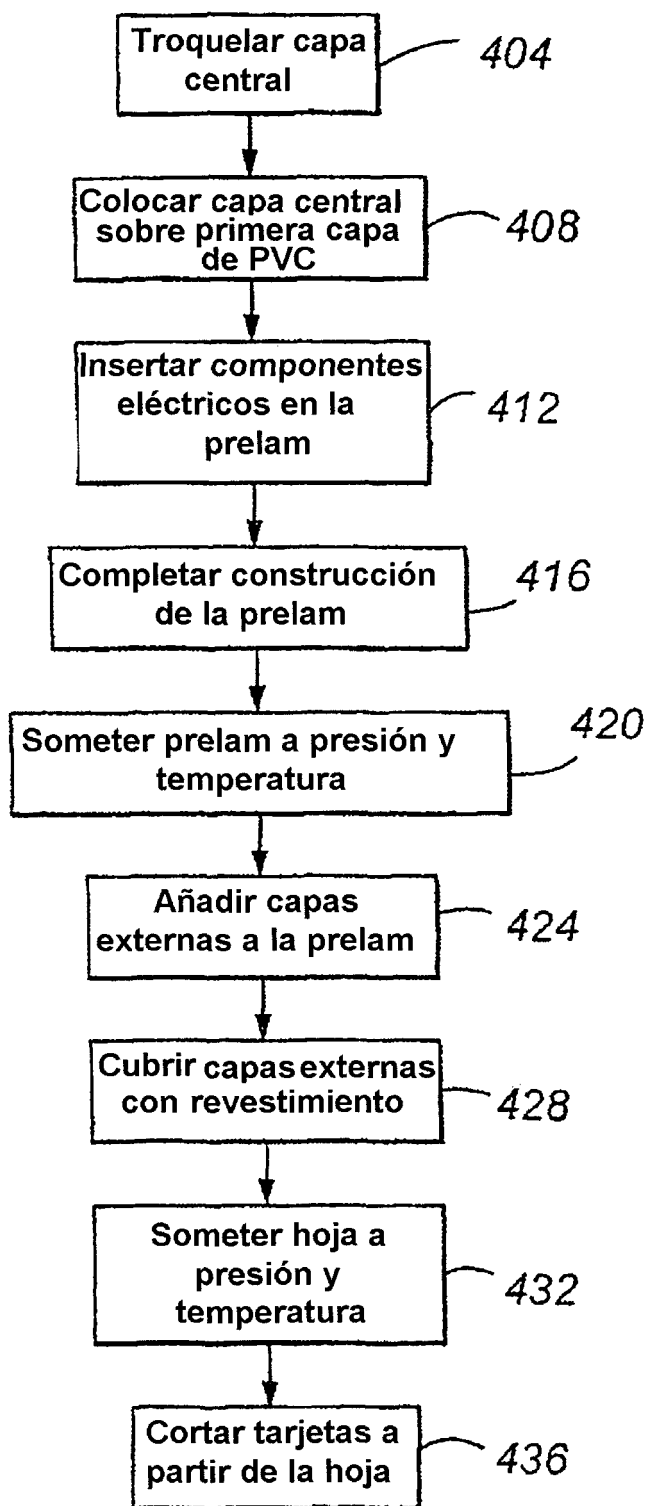 Troquelar capa
central
404
Colocar capa central
sobre primera capa
de PVC
408
Insertar componentes
eléctricos en la
prelam
412
Completar construcción
de la prelam
416
Someter prelam a presión y
temperatura
420
Añadir capas
externas a la prelam
424
Cubrir capas externas
con revestimiento
428
Someter hoja a
presión y
temperatura
432
Cortar tarjetas a
partir de la hoja
436